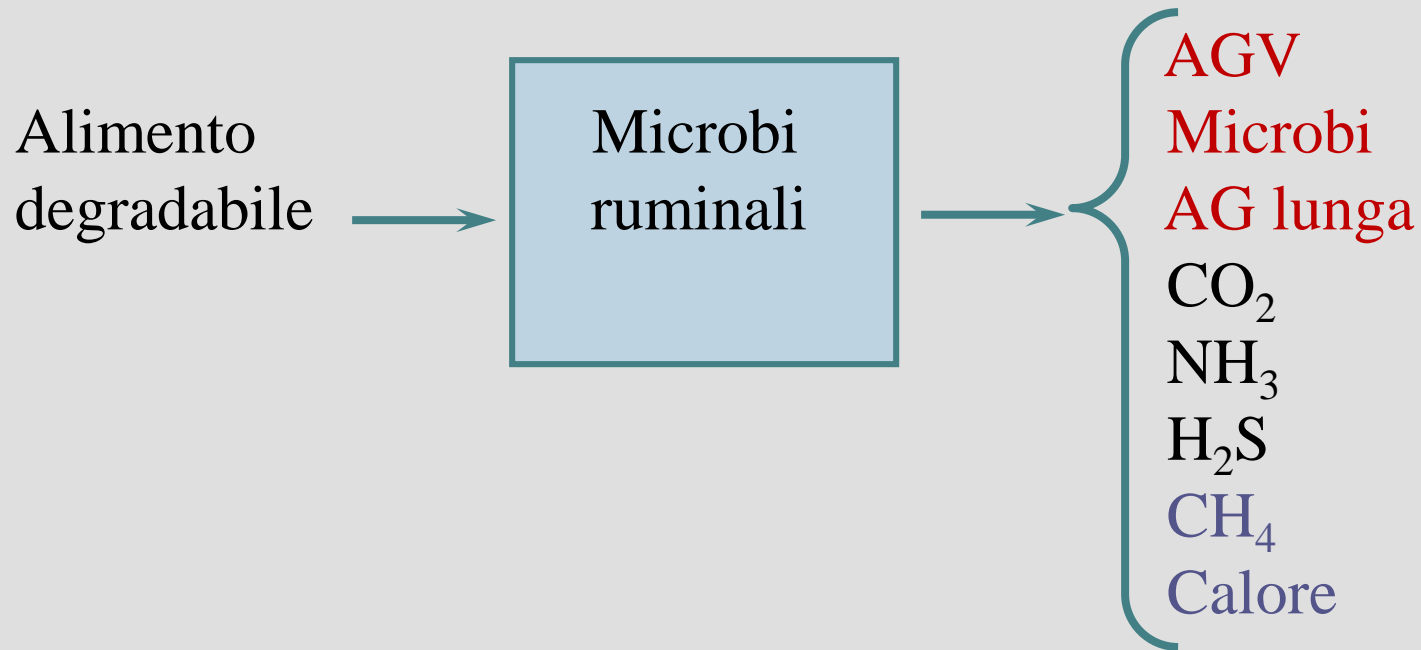 Alimento
degradabile
Microbi
ruminali
AGV
Microbi
AG lunga
CO₂
NH₃
H₂S
CH₄
Calore